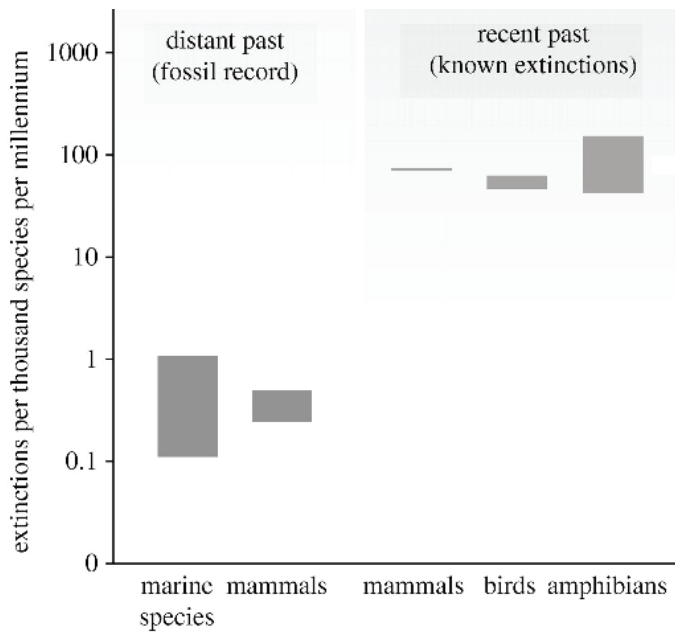 distant past
(fossil record)
recent past
(known extinctions)
extinctions per thousand species per millennium
1000
100
10
1
0.1
0
marine
species
mammals
mammals
birds
amphibians